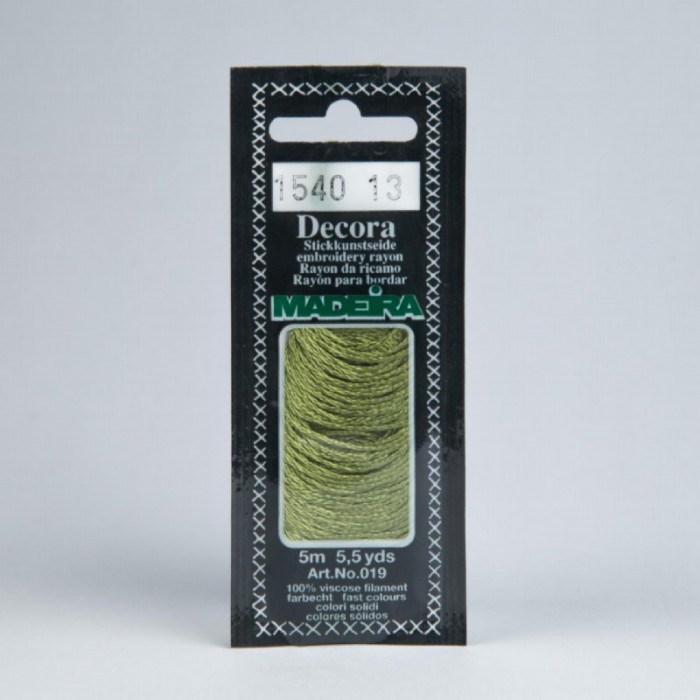 1540 13
Decora
Stickkunstseide
embroidery rayon
Rayon da ricamo
Rayòn para bordar
MADEiRA
5m 5,5 yds
Art.No.019
100% viscose filament
farbecht fast colours
colori solidi
colores sólidos